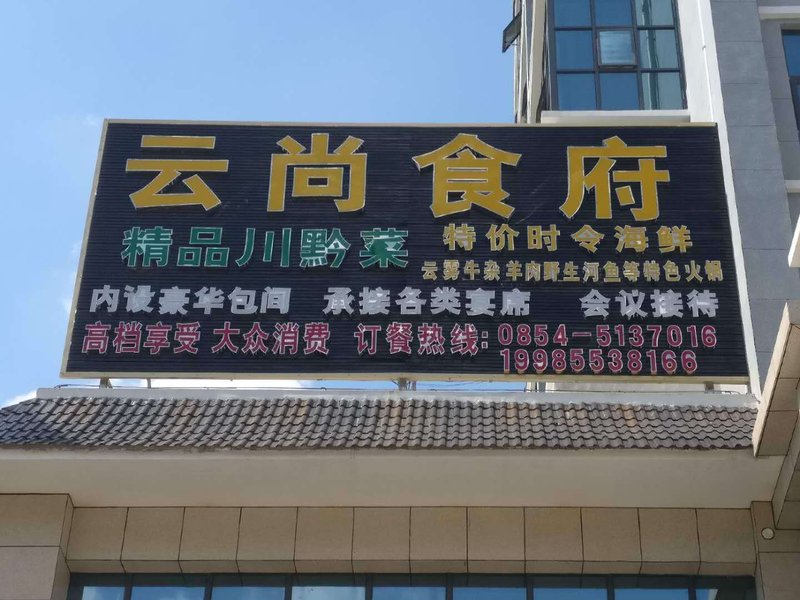 云尚食府
精品川黔菜 特价时令海鲜
云雾牛杂羊肉野生河鱼等特色火锅
内设豪华包间 承接各类宴席 会议接待
高档享受 大众消费 订餐热线:0854-5137016
19985538166